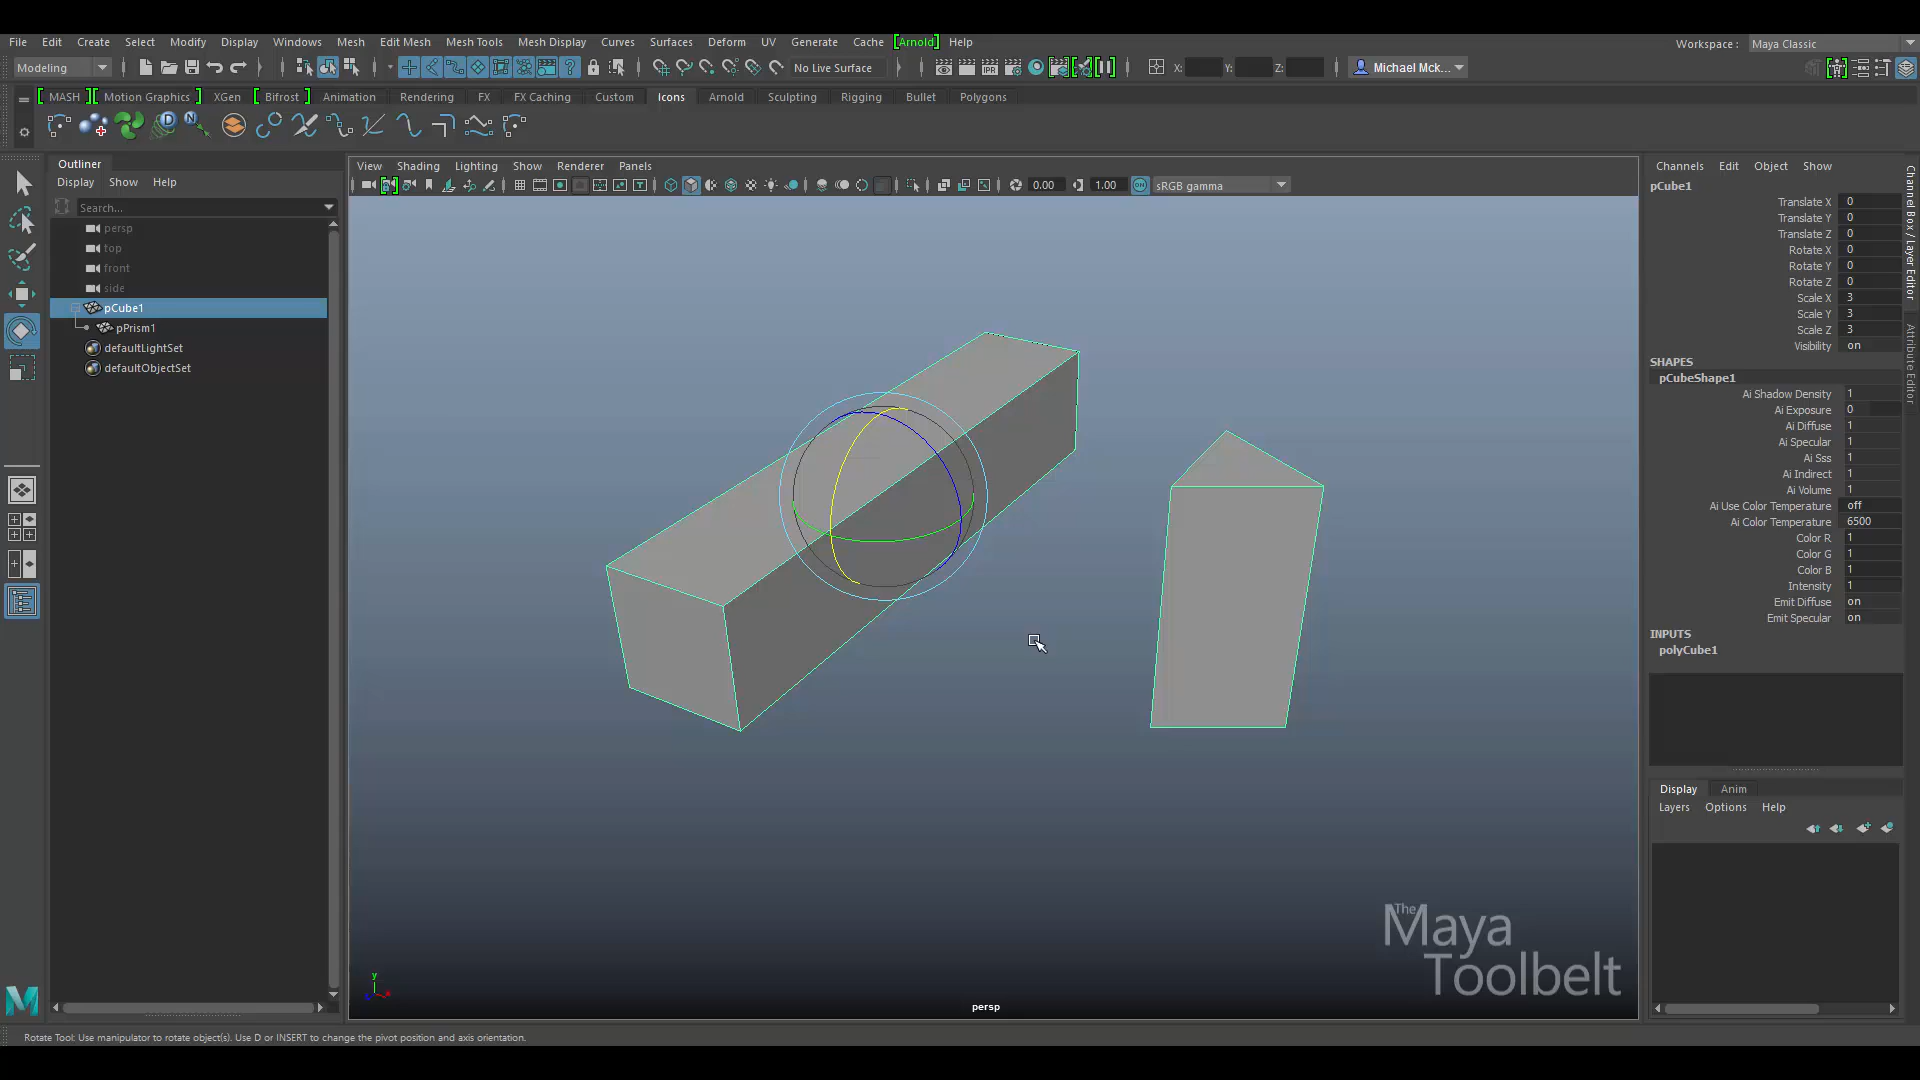 File Edit Create Select Modify Display Windows Mesh Edit Mesh Mesh Tools Mesh Display Curves Surfaces Deform UV Generate Cache [Arnold] Help
Workspace : Maya Classic
Modeling No Live Surface X: Y: Z: Michael Mck...
[ MASH ] [ Motion Graphics ] XGen [ Bifrost ] Animation Rendering FX FX Caching Custom Icons Arnold Sculpting Rigging Bullet Polygons
Outliner
Display Show Help
Search...
persp
top
front
side
pCube1
pPrism1
defaultLightSet
defaultObjectSet
View Shading Lighting Show Renderer Panels
0.00 1.00 ON sRGB gamma
y
persp
The
Maya
Toolbelt
Channels Edit Object Show
pCube1
Translate X 0
Translate Y 0
Translate Z 0
Rotate X 0
Rotate Y 0
Rotate Z 0
Scale X 3
Scale Y 3
Scale Z 3
Visibility on
SHAPES
pCubeShape1
Ai Shadow Density 1
Ai Exposure 0
Ai Diffuse 1
Ai Specular 1
Ai Sss 1
Ai Indirect 1
Ai Volume 1
Ai Use Color Temperature off
Ai Color Temperature 6500
Color R 1
Color G 1
Color B 1
Intensity 1
Emit Diffuse on
Emit Specular on
INPUTS
polyCube1
Display Anim
Layers Options Help
Channel Box / Layer Editor
Attribute Editor
M
Rotate Tool: Use manipulator to rotate object(s). Use D or INSERT to change the pivot position and axis orientation.